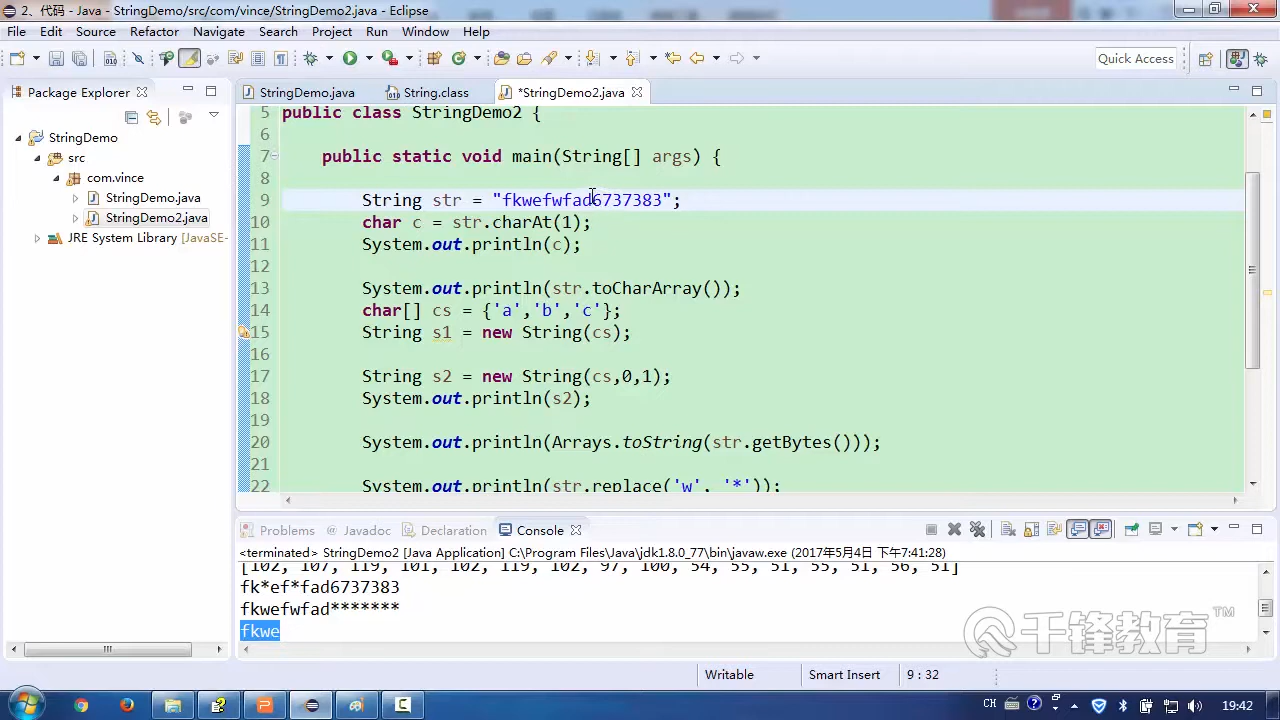 2、代码 - Java - StringDemo/src/com/vince/StringDemo2.java - Eclipse
File Edit Source Refactor Navigate Search Project Run Window Help
Quick Access
Package Explorer
StringDemo.java String.class *StringDemo2.java
StringDemo
src
com.vince
StringDemo.java
StringDemo2.java
JRE System Library [JavaSE-
5 public class StringDemo2 {
6
7 public static void main(String[] args) {
8
9 String str = "fkwefwfad6737383";
10 char c = str.charAt(1);
11 System.out.println(c);
12
13 System.out.println(str.toCharArray());
14 char[] cs = {'a','b','c'};
15 String s1 = new String(cs);
16
17 String s2 = new String(cs,0,1);
18 System.out.println(s2);
19
20 System.out.println(Arrays.toString(str.getBytes()));
21
22 System.out.println(str.replace('w', '*'));
Problems @ Javadoc Declaration Console
<terminated> StringDemo2 [Java Application] C:\Program Files\Java\jdk1.8.0_77\bin\javaw.exe (2017年5月4日 下午7:41:28)
[102, 107, 119, 101, 102, 119, 102, 97, 100, 54, 55, 51, 55, 51, 56, 51]
fk*ef*fad6737383
fkwefwfad*******
fkwe
千锋教育™
Writable Smart Insert 9 : 32
CH 19:42